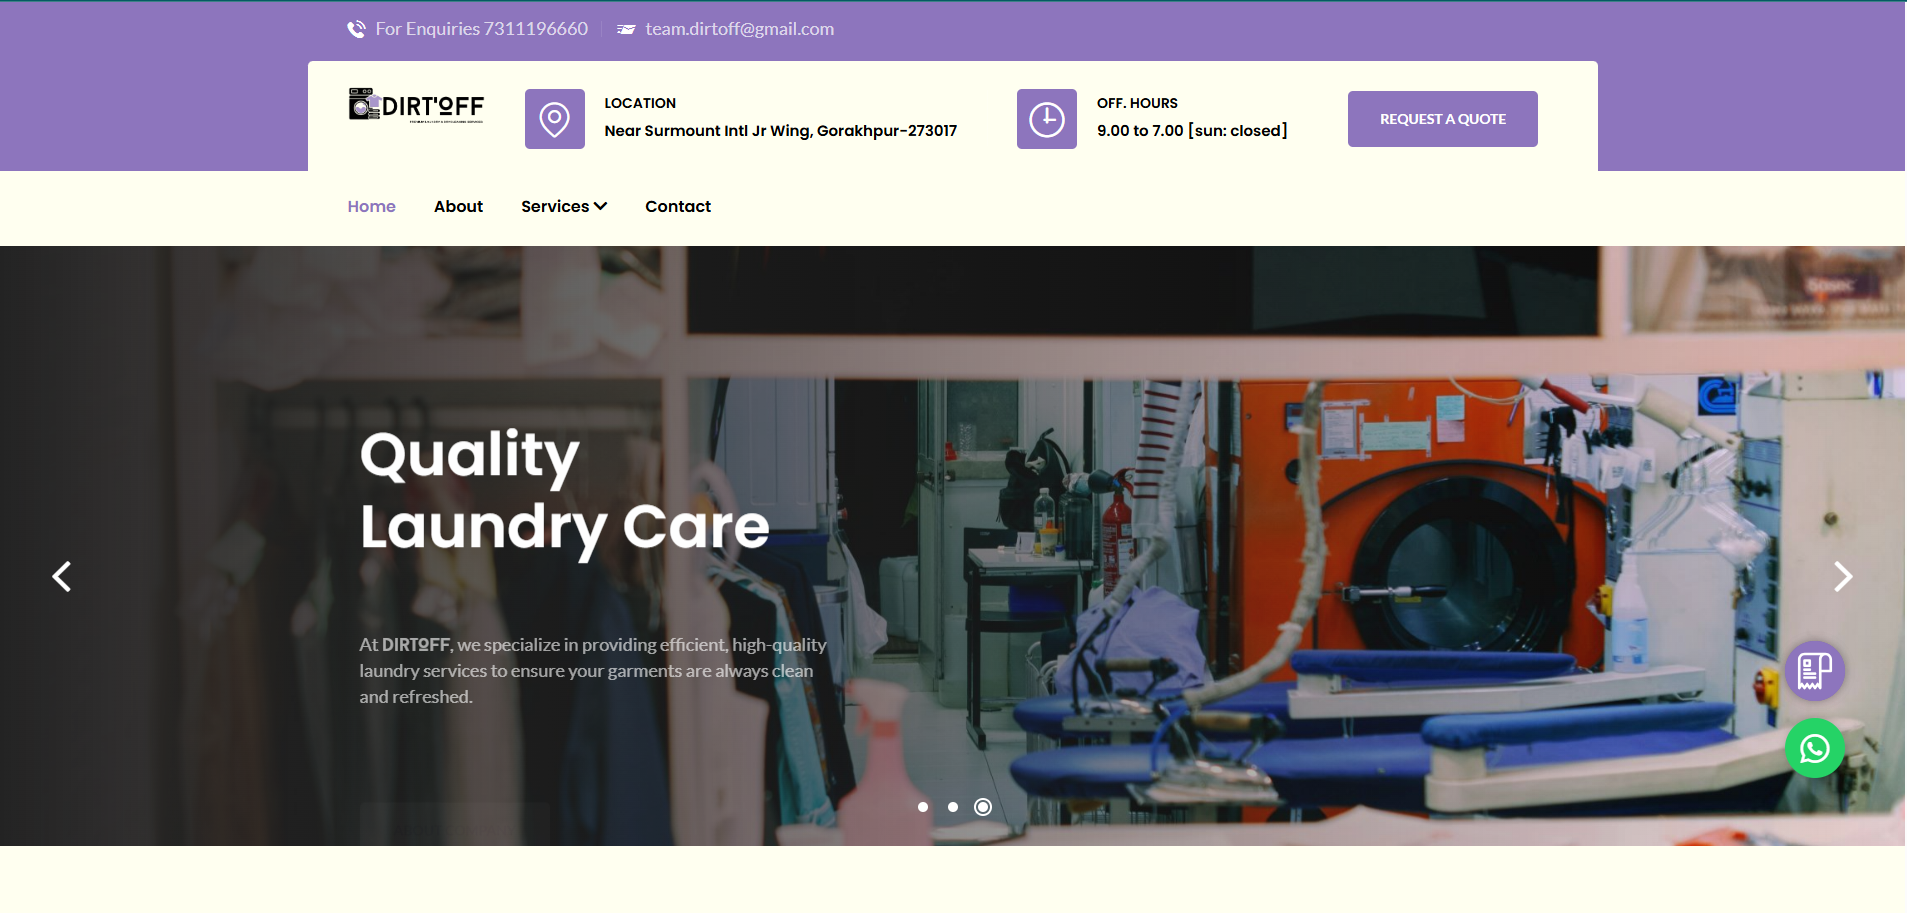 For Enquiries 7311196660
team.dirtoff@gmail.com
DIRT'OFF
LOCATION
Near Surmount Intl Jr Wing, Gorakhpur-273017
OFF. HOURS
9.00 to 7.00 [sun: closed]
REQUEST A QUOTE
Home
About
Services
Contact
Quality
Laundry Care
At DIRTOFF, we specialize in providing efficient, high-quality
laundry services to ensure your garments are always clean
and refreshed.